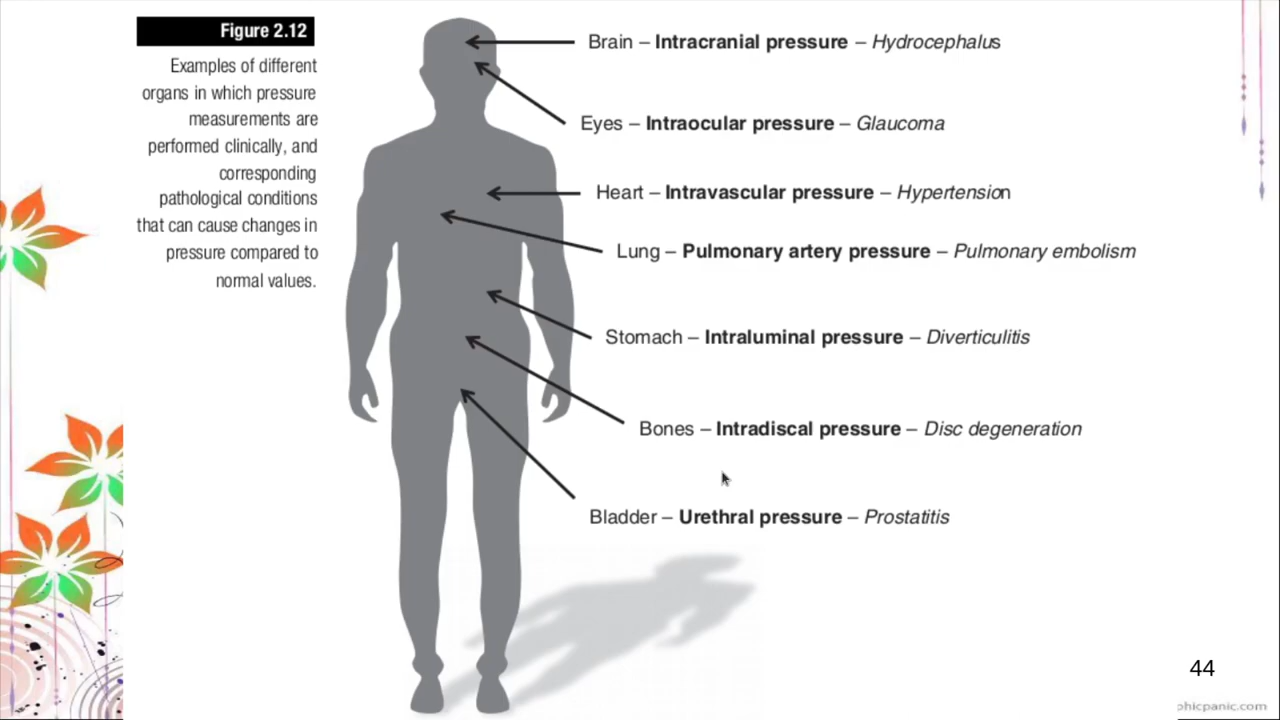 Figure 2.12
Examples of different
organs in which pressure
measurements are
performed clinically, and
corresponding
pathological conditions
that can cause changes in
pressure compared to
normal values.
Brain – Intracranial pressure – Hydrocephalus
Eyes – Intraocular pressure – Glaucoma
Heart – Intravascular pressure – Hypertension
Lung – Pulmonary artery pressure – Pulmonary embolism
Stomach – Intraluminal pressure – Diverticulitis
Bones – Intradiscal pressure – Disc degeneration
Bladder – Urethral pressure – Prostatitis
44
phicpanic.com